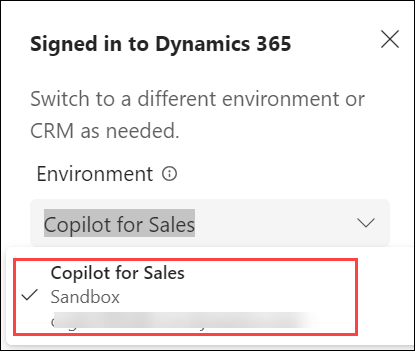 Signed in to Dynamics 365
Switch to a different environment or
CRM as needed.
Environment
Copilot for Sales
Copilot for Sales
Sandbox